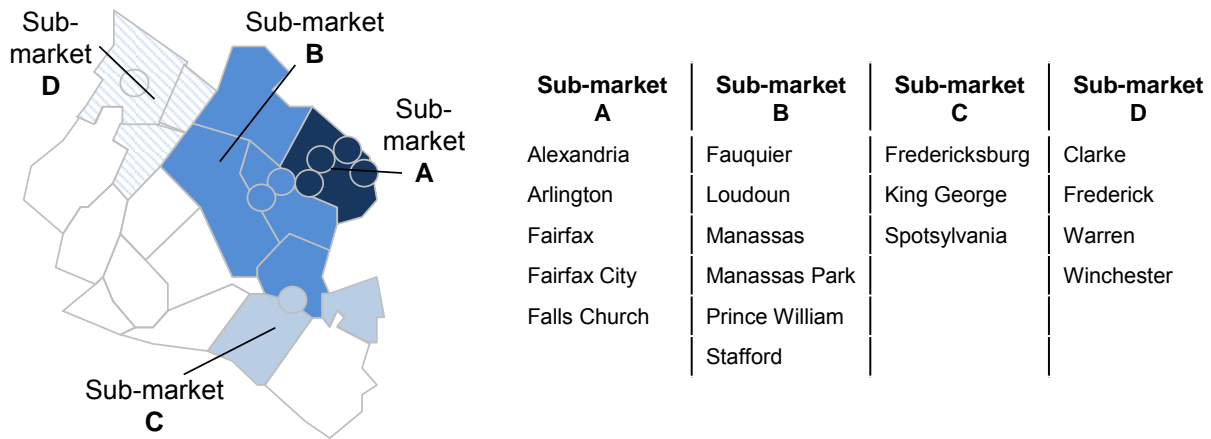 Sub-
market
D
Sub-market
B
Sub-
market
A
Sub-market
C
Sub-market A | Sub-market B | Sub-market C | Sub-market D
Alexandria | Fauquier | Fredericksburg | Clarke
Arlington | Loudoun | King George | Frederick
Fairfax | Manassas | Spotsylvania | Warren
Fairfax City | Manassas Park | | Winchester
Falls Church | Prince William | |
| Stafford | |